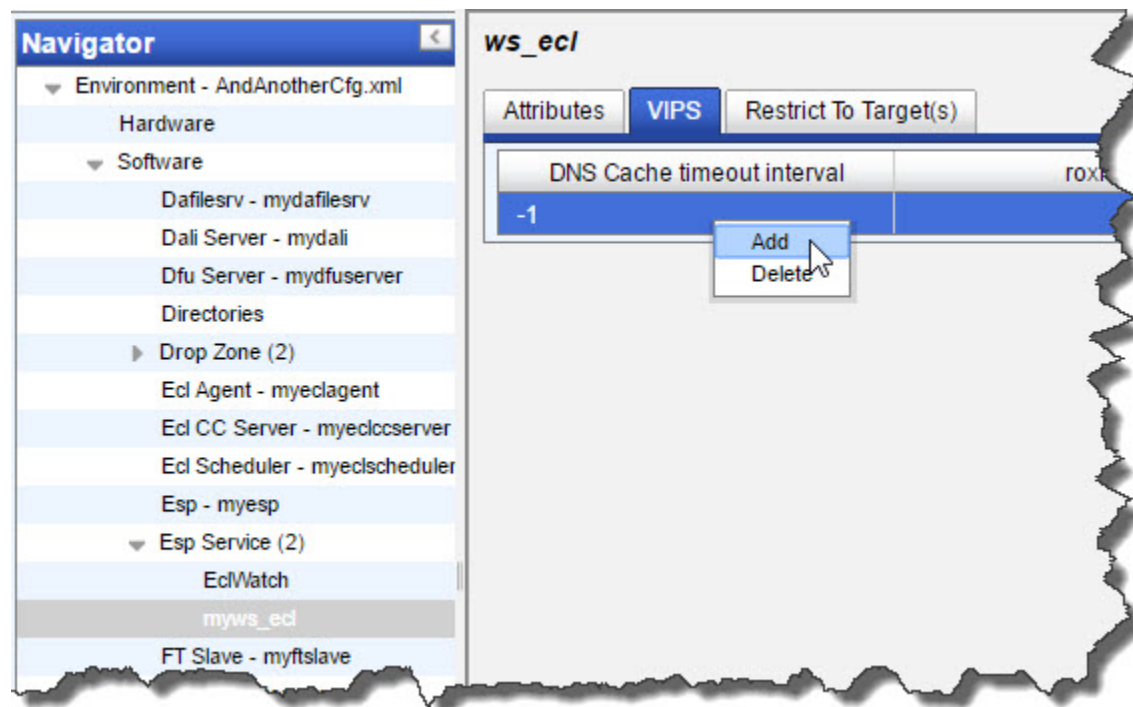 Navigator
Environment - AndAnotherCfg.xml
Hardware
Software
Dafilesrv - mydafilesrv
Dali Server - mydali
Dfu Server - mydfuserver
Directories
Drop Zone (2)
Ecl Agent - myeclagent
Ecl CC Server - myeclccserver
Ecl Scheduler - myeclscheduler
Esp - myesp
Esp Service (2)
EclWatch
myws_ecl
FT Slave - myftslave
ws_ecl
Attributes VIPS Restrict To Target(s)
DNS Cache timeout interval
-1
Add
Delete